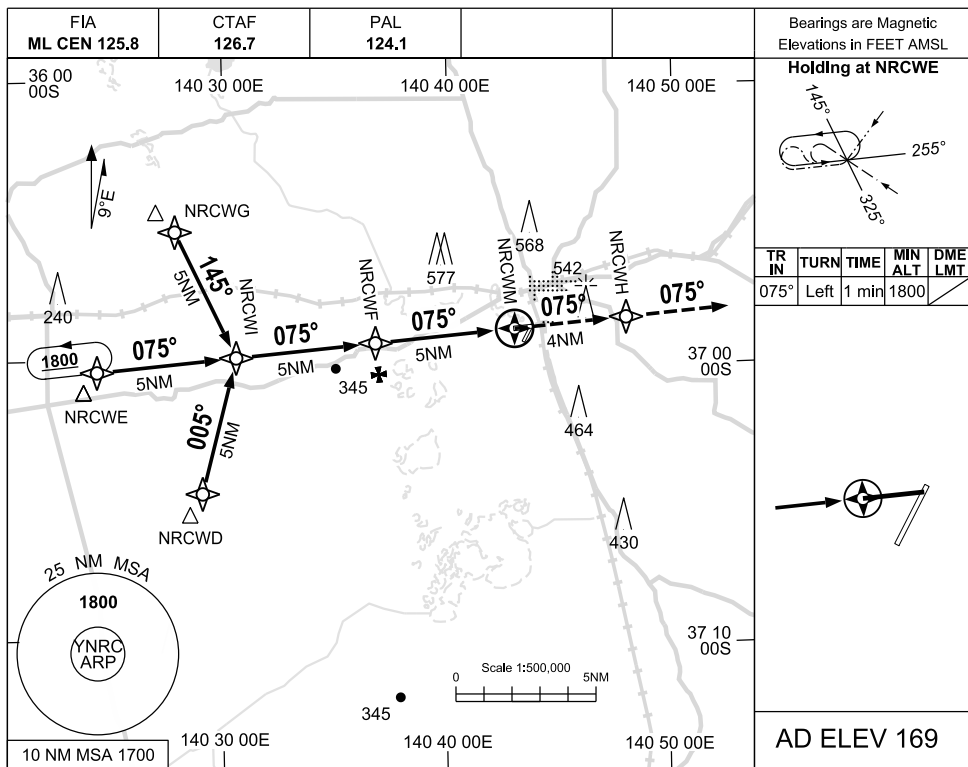 FIA
ML CEN 125.8
CTAF
126.7
PAL
124.1
Bearings are Magnetic
Elevations in FEET AMSL
36 00
00S
140 30 00E
140 40 00E
140 50 00E
Holding at NRCWE
145°
255°
325°
TR IN
TURN
TIME
MIN ALT
DME LMT
075°
Left
1 min
1800
9°E
NRCWG
145°
5NM
NRCWI
NRCWF
NRCWM
NRCWH
568
577
542
240
1800
075°
5NM
075°
5NM
075°
5NM
075°
4NM
075°
37 00
00S
345
NRCWE
005°
5NM
464
NRCWD
430
25 NM MSA
1800
YNRC
ARP
37 10
00S
Scale 1:500,000
0
5NM
345
10 NM MSA 1700
140 30 00E
140 40 00E
140 50 00E
AD ELEV 169